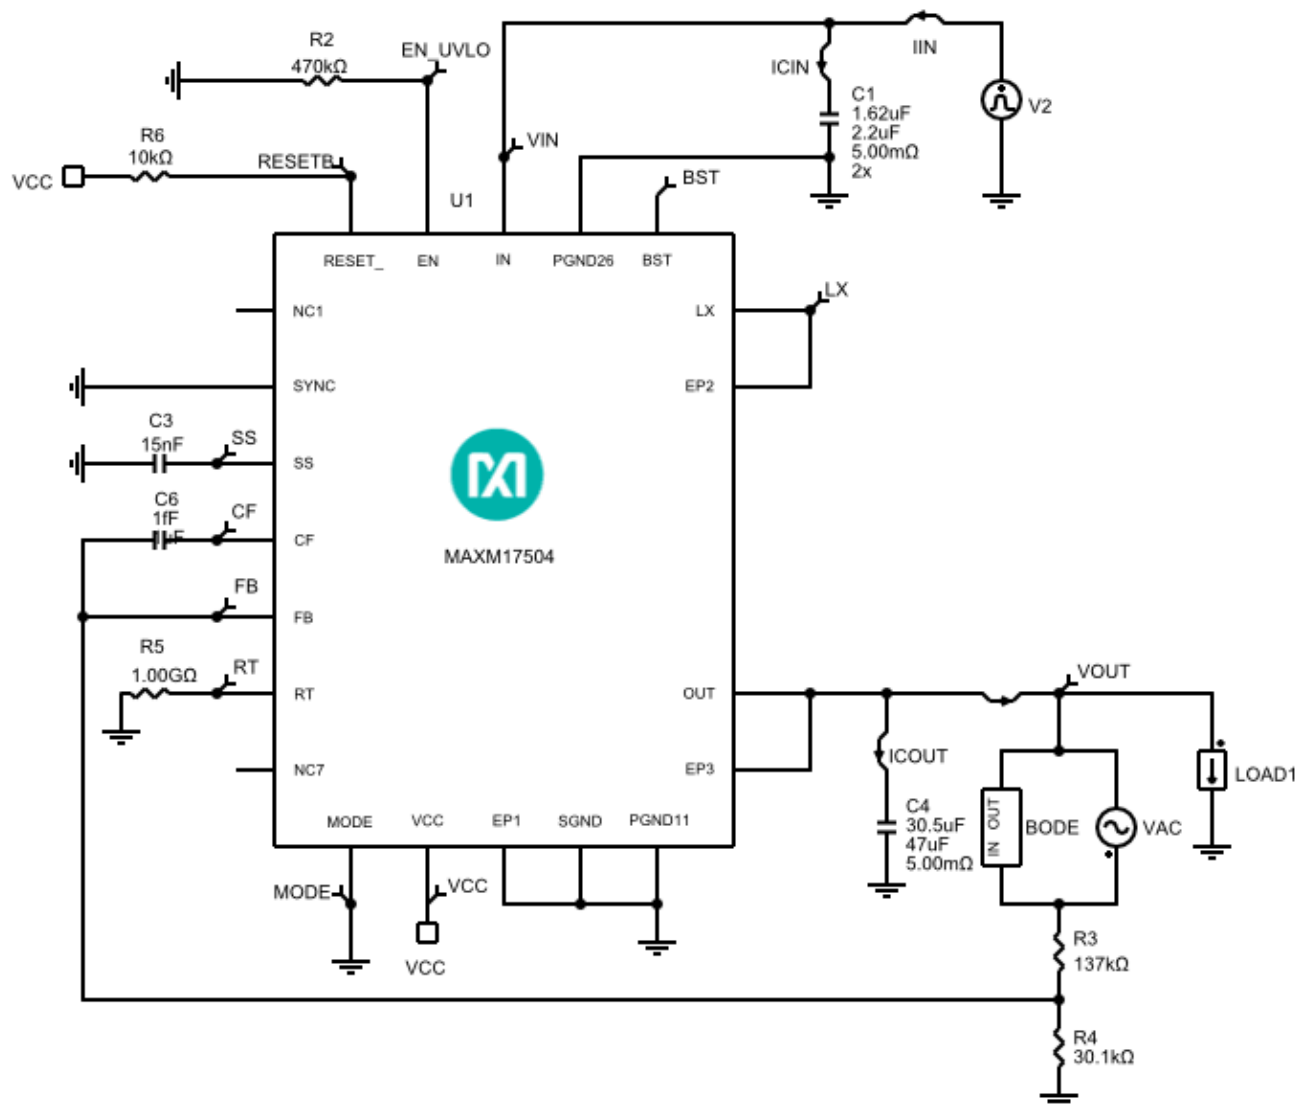 R2
470kΩ
EN_UVLO
IIN
ICIN
C1
1.62uF
2.2uF
5.00mΩ
2x
V2
R6
10kΩ
VCC
RESETB
VIN
BST
U1
RESET_
EN
IN
PGND26
BST
NC1
LX
LX
SYNC
EP2
C3
15nF
SS
SS
C6
1fF
CF
CF
MAXM17504
FB
FB
R5
1.00GΩ
RT
RT
OUT
VOUT
NC7
EP3
ICOUT
LOAD1
MODE
VCC
EP1
SGND
PGND11
C4
30.5uF
47uF
5.00mΩ
IN OUT
BODE
VAC
MODE
VCC
VCC
R3
137kΩ
R4
30.1kΩ